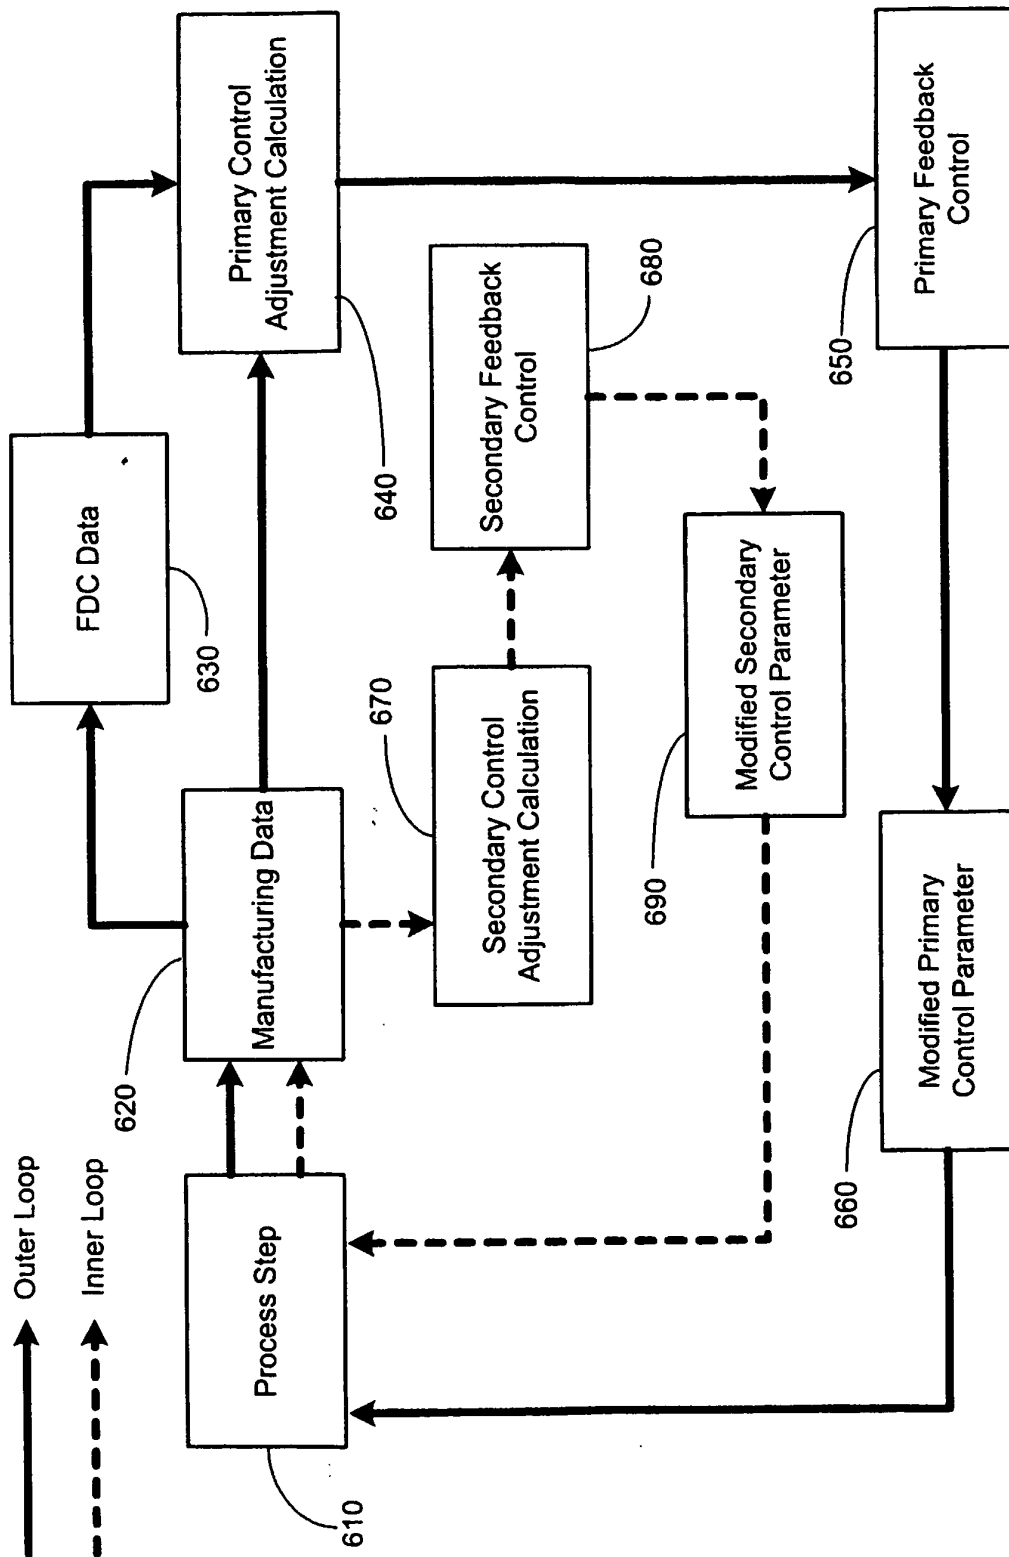 Outer Loop
Inner Loop
FDC Data
630
620
Process Step
610
Manufacturing Data
Primary Control
Adjustment Calculation
640
670
Secondary Control
Adjustment Calculation
Secondary Feedback
Control
680
690
Modified Secondary
Control Parameter
660
Modified Primary
Control Parameter
650
Primary Feedback
Control